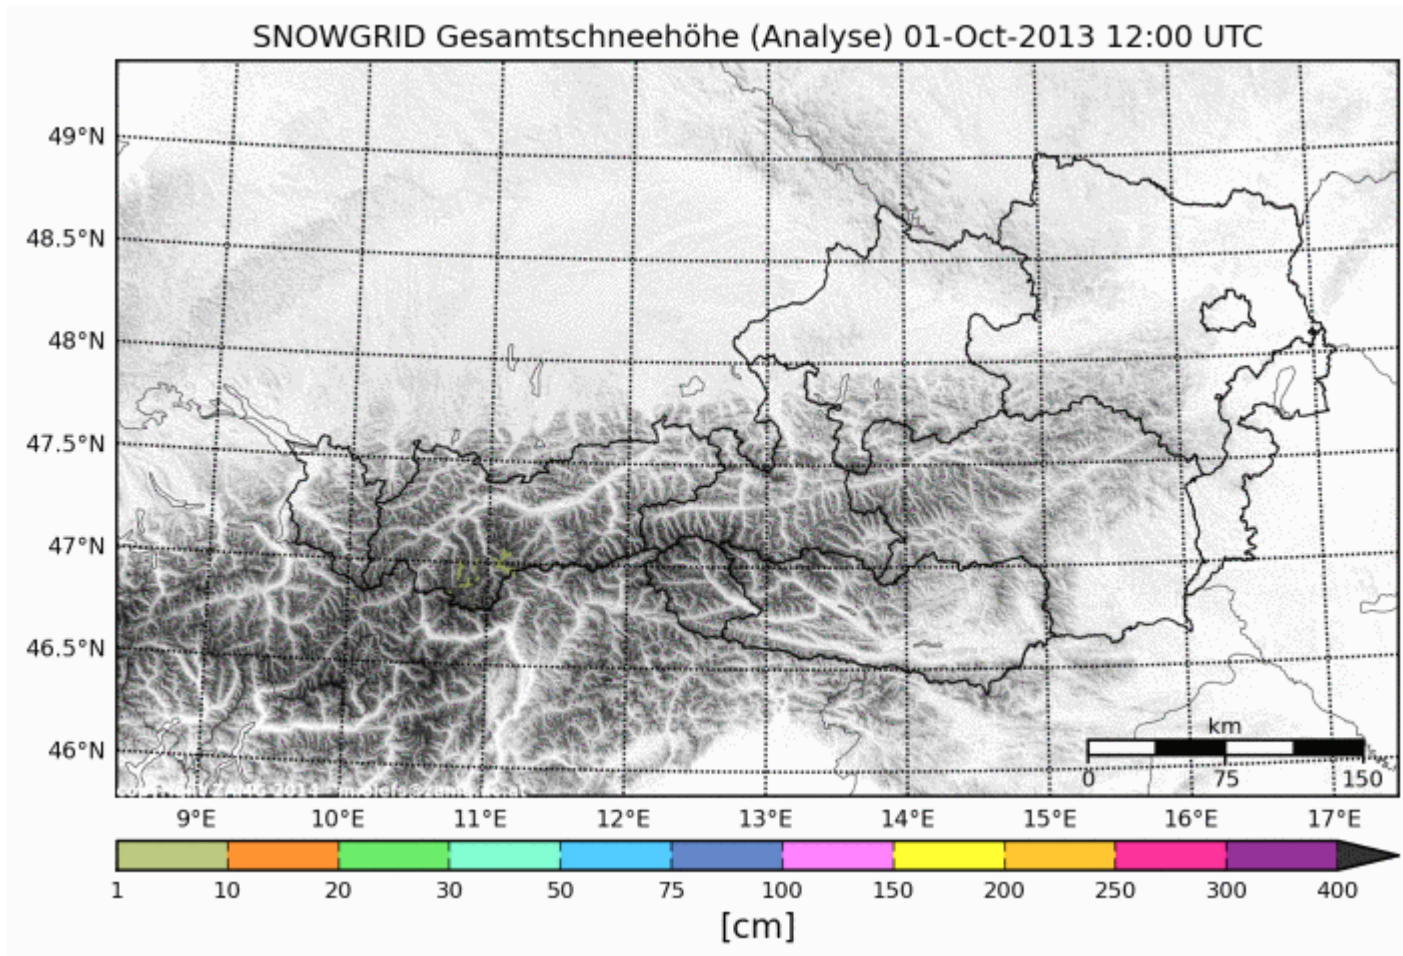 SNOWGRID Gesamtschneehöhe (Analyse) 01-Oct-2013 12:00 UTC
49°N
48.5°N
48°N
47.5°N
47°N
46.5°N
46°N
km
0 75 150
9°E 10°E 11°E 12°E 13°E 14°E 15°E 16°E 17°E
1 10 20 30 50 75 100 150 200 250 300 400
[cm]